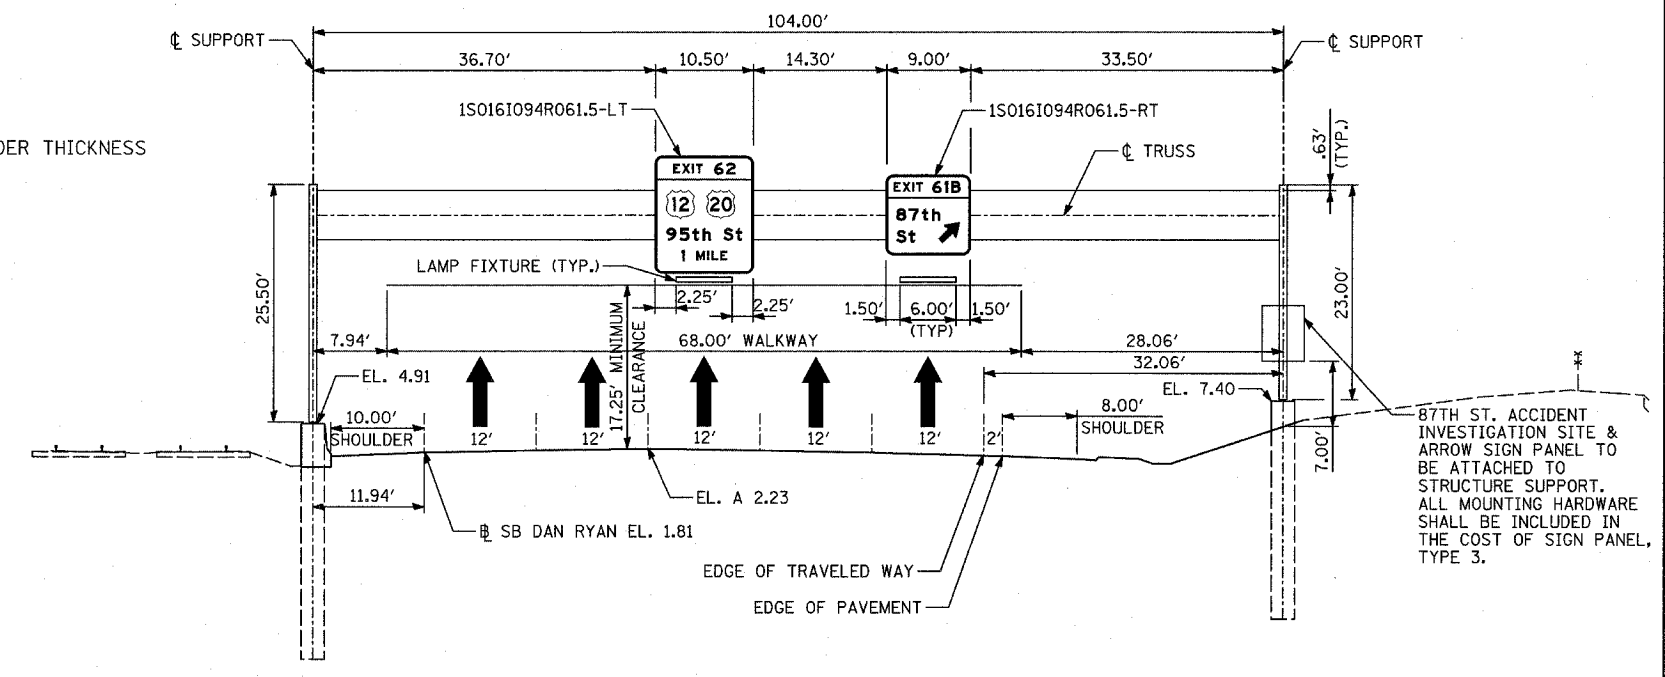 104.00'
℄ SUPPORT
℄ SUPPORT
36.70'
10.50'
14.30'
9.00'
33.50'
1S016I094R061.5-LT
1S016I094R061.5-RT
DER THICKNESS
℄ TRUSS
.63'
(TYP.)
EXIT 62
12 20
95th St
1 MILE
EXIT 61B
87th
St
LAMP FIXTURE (TYP.)
25.50'
23.00'
2.25'
2.25'
1.50'
6.00'
(TYP)
1.50'
17.25' MINIMUM
CLEARANCE
7.94'
68.00' WALKWAY
28.06'
32.06'
EL. 4.91
EL. 7.40
10.00'
SHOULDER
12'
12'
12'
12'
12'
2'
8.00'
SHOULDER
7.00'
**
87TH ST. ACCIDENT
INVESTIGATION SITE &
ARROW SIGN PANEL TO
BE ATTACHED TO
STRUCTURE SUPPORT.
ALL MOUNTING HARDWARE
SHALL BE INCLUDED IN
THE COST OF SIGN PANEL,
TYPE 3.
11.94'
EL. A 2.23
SB DAN RYAN EL. 1.81
EDGE OF TRAVELED WAY
EDGE OF PAVEMENT